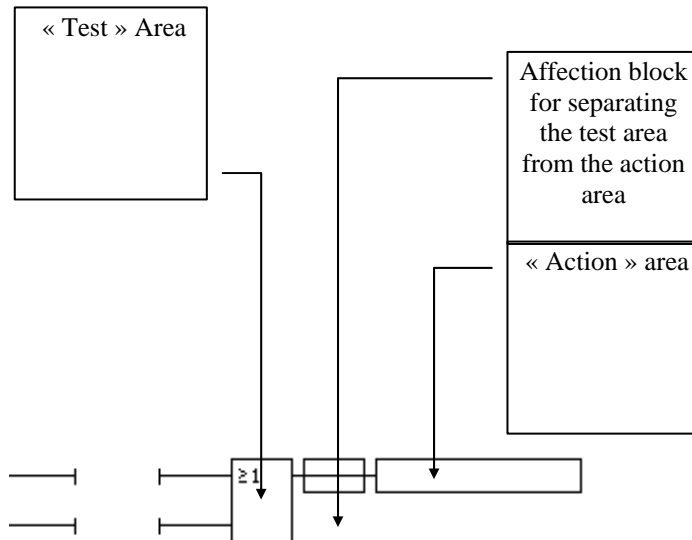 « Test » Area
Affection block
for separating
the test area
from the action
area
« Action » area
≥1